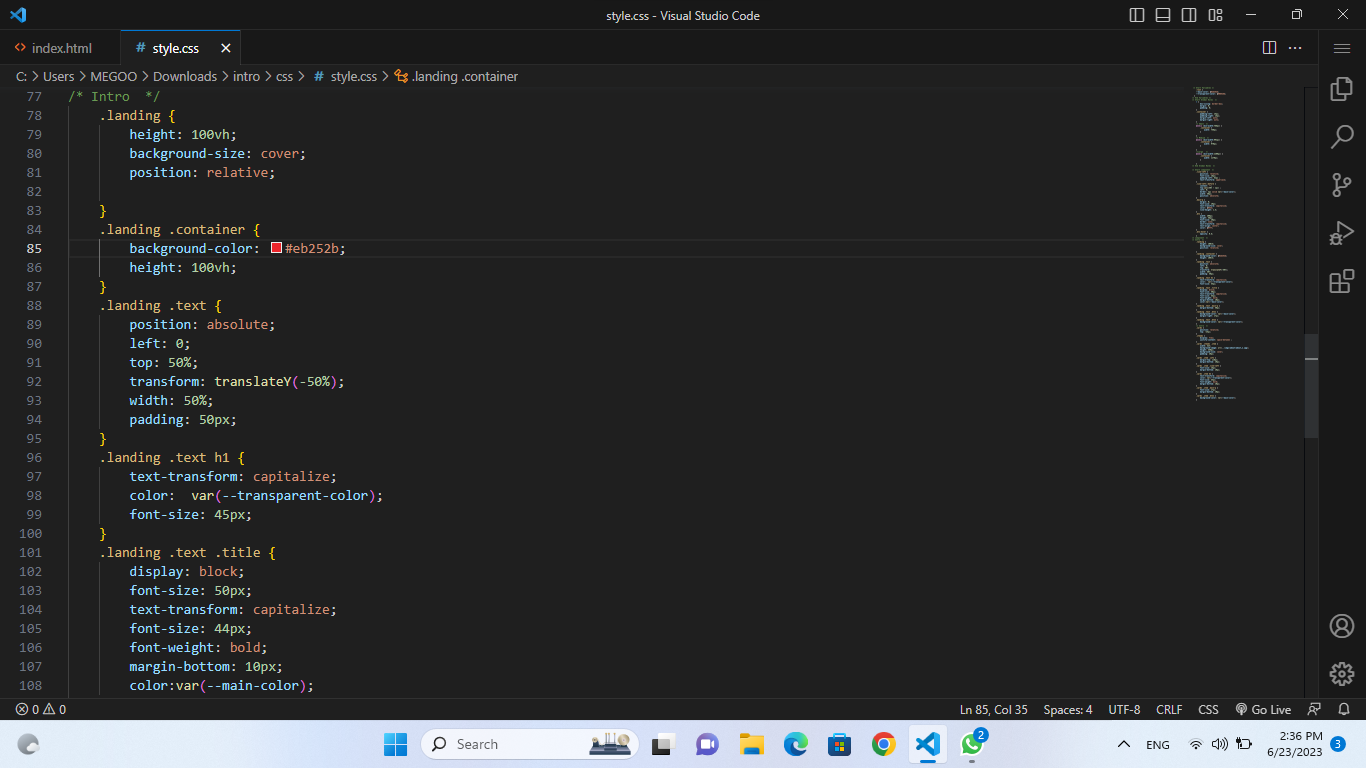 style.css - Visual Studio Code
index.html
# style.css
C: > Users > MEGOO > Downloads > intro > css > # style.css > .landing .container
77 /* Intro  */
78 .landing {
79 height: 100vh;
80 background-size: cover;
81 position: relative;
82
83 }
84 .landing .container {
85 background-color: #eb252b;
86 height: 100vh;
87 }
88 .landing .text {
89 position: absolute;
90 left: 0;
91 top: 50%;
92 transform: translateY(-50%);
93 width: 50%;
94 padding: 50px;
95 }
96 .landing .text h1 {
97 text-transform: capitalize;
98 color:  var(--transparent-color);
99 font-size: 45px;
100 }
101 .landing .text .title {
102 display: block;
103 font-size: 50px;
104 text-transform: capitalize;
105 font-size: 44px;
106 font-weight: bold;
107 margin-bottom: 10px;
108 color:var(--main-color);
0 0
Ln 85, Col 35
Spaces: 4
UTF-8
CRLF
CSS
Go Live
Search
2
ENG
2:36 PM
6/23/2023
3